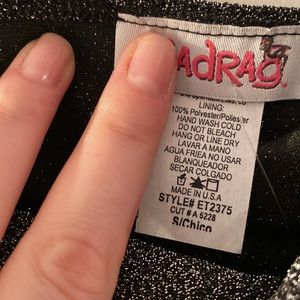 adRAG
LINING:
100% Polyester/Poliester
HAND WASH COLD
DO NOT BLEACH
HANG OR LINE DRY
LAVAR A MANO
AGUA FRIEA NO USAR
BLANQUEADOR
SECAR COLGADO
MADE IN U.S.A
STYLE# ET2375
CUT # A 5228
S/Chico